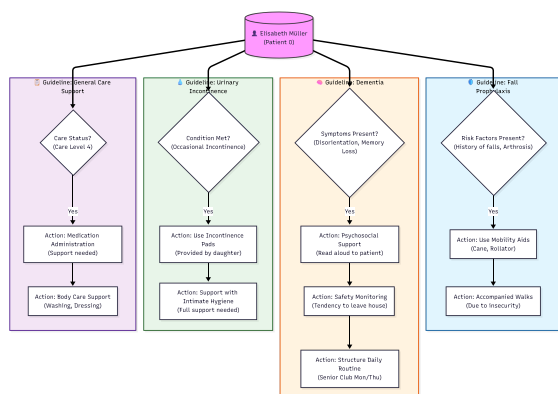 Elisabeth Müller
(Patient 0)
Guideline: General Care
Support
Care Status?
(Care Level 4)
Yes
Action: Medication
Administration
(Support needed)
Action: Body Care Support
(Washing, Dressing)
Guideline: Urinary
Incontinence
Condition Met?
(Occasional Incontinence)
Yes
Action: Use Incontinence
Pads
(Provided by daughter)
Action: Support with
Intimate Hygiene
(Full support needed)
Guideline: Dementia
Symptoms Present?
(Disorientation, Memory
Loss)
Yes
Action: Psychosocial
Support
(Read aloud to patient)
Action: Safety Monitoring
(Tendency to leave house)
Action: Structure Daily
Routine
(Senior Club Mon/Thu)
Guideline: Fall
Prophylaxis
Risk Factors Present?
(History of falls, Arthrosis)
Yes
Action: Use Mobility Aids
(Cane, Rollator)
Action: Accompanied Walks
(Due to Insecurity)